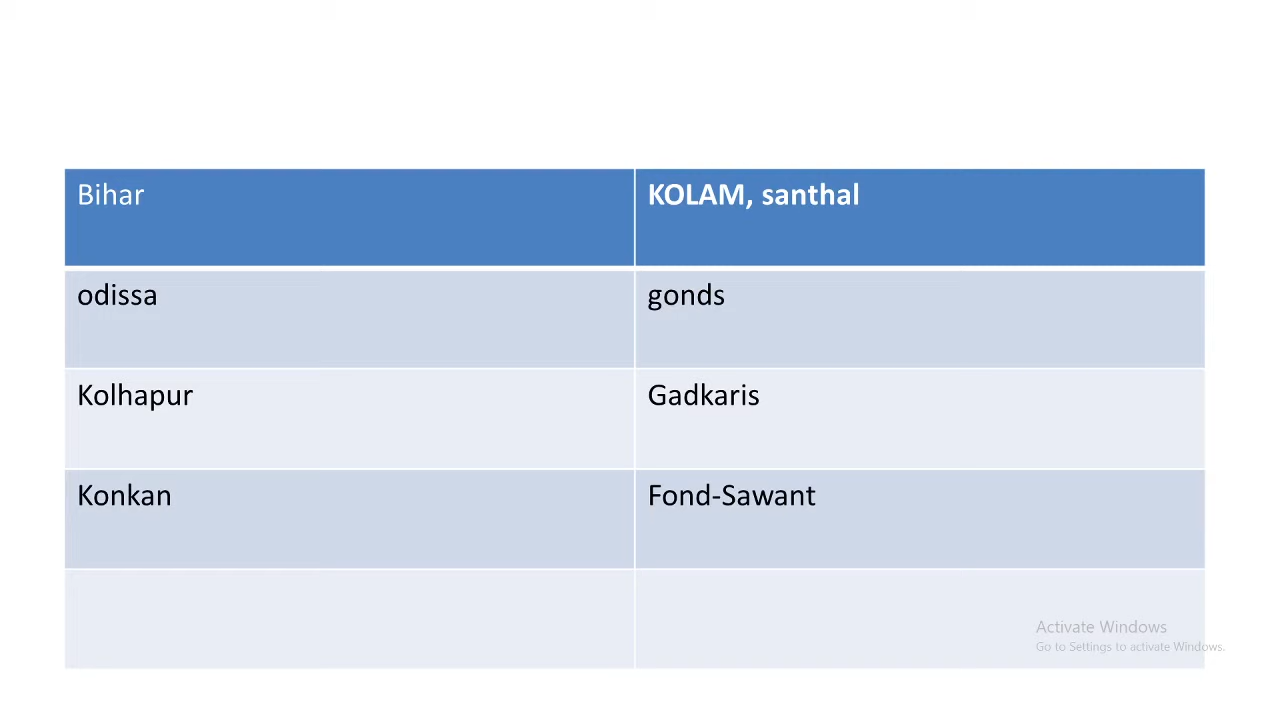 Bihar
KOLAM, santhal
odissa
gonds
Kolhapur
Gadkaris
Konkan
Fond-Sawant
Activate Windows
Go to Settings to activate Windows.